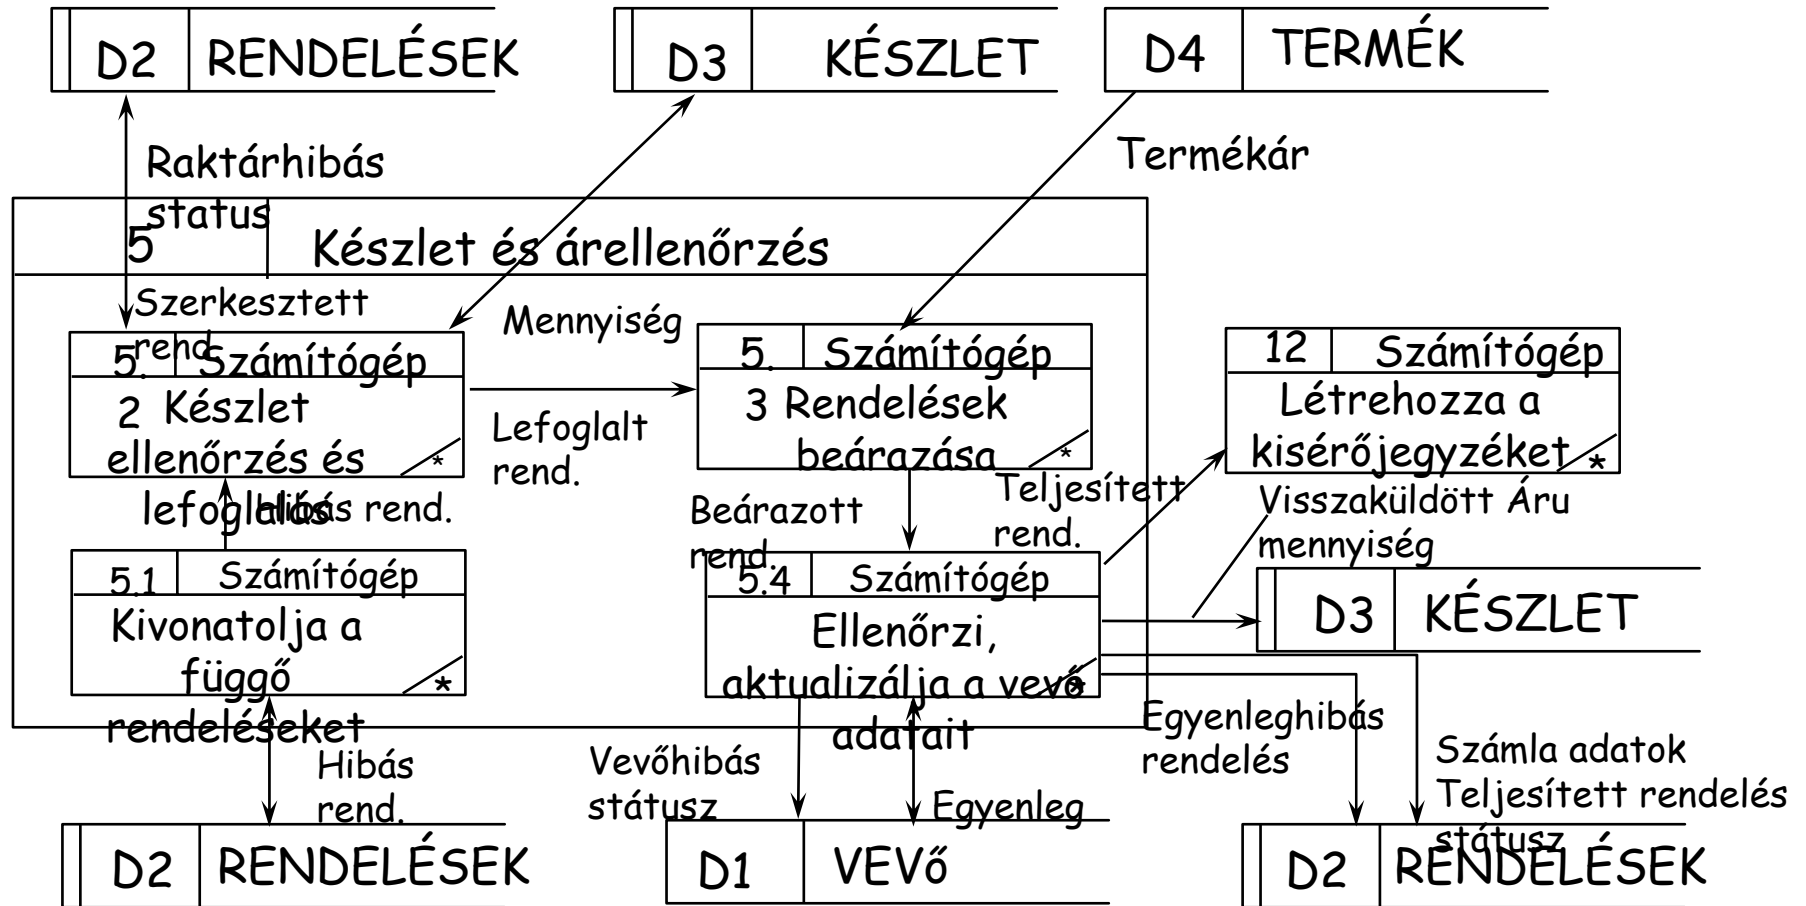 D2 RENDELÉSEK
D3 KÉSZLET
D4 TERMÉK
Raktárhibás
status
Termékár
5 Készlet és árellenőrzés
Szerkesztett
rend.
Mennyiség
5. Számítógép
2 Készlet
ellenőrzés és
lefoglalás
Lefoglalt
rend.
5. Számítógép
3 Rendelések
beárazása
*
*
12 Számítógép
Létrehozza a
kisérőjegyzéket
*
Hibás rend.
Beárazott
rend.
Teljesített
rend.
Visszaküldött Áru
mennyiség
5.1 Számítógép
Kivonatolja a
függő
rendeléseket
*
5.4 Számítógép
Ellenőrzi,
aktualizálja a vevő
adatait
*
D3 KÉSZLET
Hibás
rend.
Vevőhibás
státusz
Egyenleg
Egyenleghibás
rendelés
Számla adatok
Teljesített rendelés
státusz
D2 RENDELÉSEK
D1 VEVő
D2 RENDELÉSEK